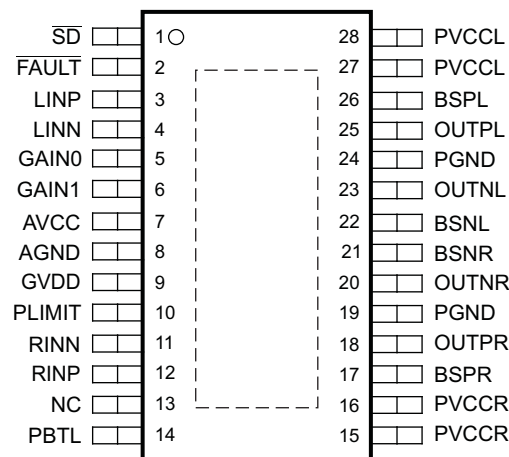 SD 1 28 PVCCL
FAULT 2 27 PVCCL
LINP 3 26 BSPL
LINN 4 25 OUTPL
GAIN0 5 24 PGND
GAIN1 6 23 OUTNL
AVCC 7 22 BSNL
AGND 8 21 BSNR
GVDD 9 20 OUTNR
PLIMIT 10 19 PGND
RINN 11 18 OUTPR
RINP 12 17 BSPR
NC 13 16 PVCCR
PBTL 14 15 PVCCR